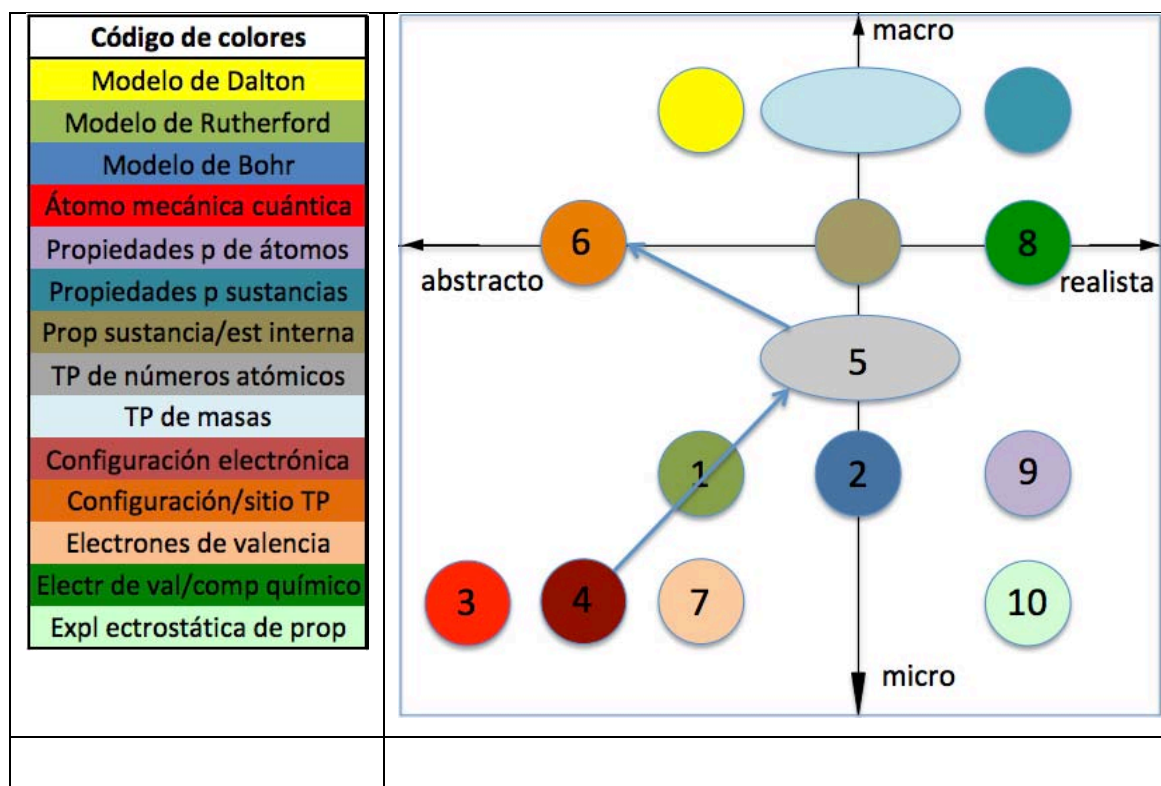 Código de colores
Modelo de Dalton
Modelo de Rutherford
Modelo de Bohr
Átomo mecánica cuántica
Propiedades p de átomos
Propiedades p sustancias
Prop sustancia/est interna
TP de números atómicos
TP de masas
Configuración electrónica
Configuración/sitio TP
Electrones de valencia
Electr de val/comp químico
Expl ectrostática de prop
macro
6
8
abstracto
realista
5
1
2
9
3
4
7
10
micro